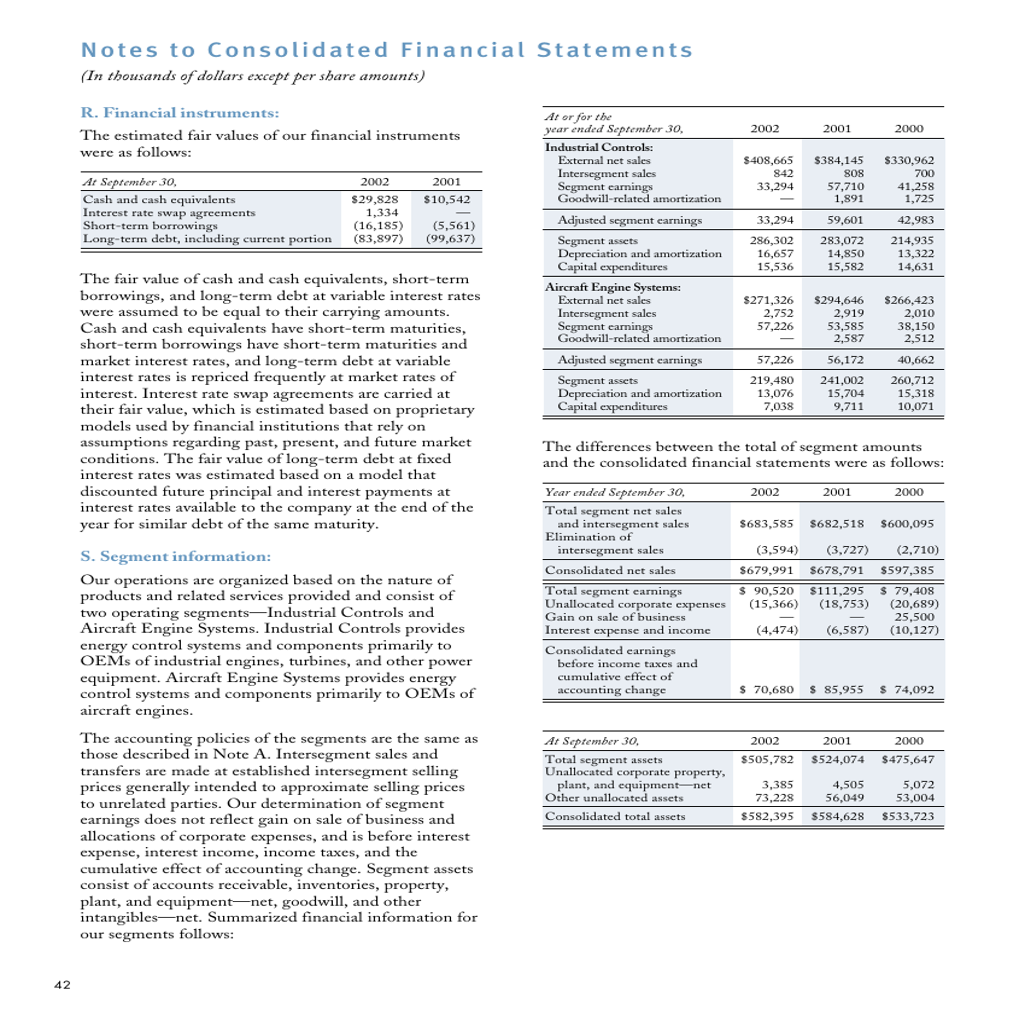 Notes to Consolidated Financial Statements
(In thousands of dollars except per share amounts)
R. Financial instruments:
The estimated fair values of our financial instruments
were as follows:
At September 30, 2002 2001
Cash and cash equivalents $29,828 $10,542
Interest rate swap agreements 1,334 —
Short-term borrowings (16,185) (5,561)
Long-term debt, including current portion (83,897) (99,637)
The fair value of cash and cash equivalents, short-term
borrowings, and long-term debt at variable interest rates
were assumed to be equal to their carrying amounts.
Cash and cash equivalents have short-term maturities,
short-term borrowings have short-term maturities and
market interest rates, and long-term debt at variable
interest rates is repriced frequently at market rates of
interest. Interest rate swap agreements are carried at
their fair value, which is estimated based on proprietary
models used by financial institutions that rely on
assumptions regarding past, present, and future market
conditions. The fair value of long-term debt at fixed
interest rates was estimated based on a model that
discounted future principal and interest payments at
interest rates available to the company at the end of the
year for similar debt of the same maturity.
S. Segment information:
Our operations are organized based on the nature of
products and related services provided and consist of
two operating segments—Industrial Controls and
Aircraft Engine Systems. Industrial Controls provides
energy control systems and components primarily to
OEMs of industrial engines, turbines, and other power
equipment. Aircraft Engine Systems provides energy
control systems and components primarily to OEMs of
aircraft engines.
The accounting policies of the segments are the same as
those described in Note A. Intersegment sales and
transfers are made at established intersegment selling
prices generally intended to approximate selling prices
to unrelated parties. Our determination of segment
earnings does not reflect gain on sale of business and
allocations of corporate expenses, and is before interest
expense, interest income, income taxes, and the
cumulative effect of accounting change. Segment assets
consist of accounts receivable, inventories, property,
plant, and equipment—net, goodwill, and other
intangibles—net. Summarized financial information for
our segments follows:
At or for the
year ended September 30, 2002 2001 2000
Industrial Controls:
External net sales $408,665 $384,145 $330,962
Intersegment sales 842 808 700
Segment earnings 33,294 57,710 41,258
Goodwill-related amortization — 1,891 1,725
Adjusted segment earnings 33,294 59,601 42,983
Segment assets 286,302 283,072 214,935
Depreciation and amortization 16,657 14,850 13,322
Capital expenditures 15,536 15,582 14,631
Aircraft Engine Systems:
External net sales $271,326 $294,646 $266,423
Intersegment sales 2,752 2,919 2,010
Segment earnings 57,226 53,585 38,150
Goodwill-related amortization — 2,587 2,512
Adjusted segment earnings 57,226 56,172 40,662
Segment assets 219,480 241,002 260,712
Depreciation and amortization 13,076 15,704 15,318
Capital expenditures 7,038 9,711 10,071
The differences between the total of segment amounts
and the consolidated financial statements were as follows:
Year ended September 30, 2002 2001 2000
Total segment net sales
and intersegment sales $683,585 $682,518 $600,095
Elimination of
intersegment sales (3,594) (3,727) (2,710)
Consolidated net sales $679,991 $678,791 $597,385
Total segment earnings $ 90,520 $111,295 $ 79,408
Unallocated corporate expenses (15,366) (18,753) (20,689)
Gain on sale of business — — 25,500
Interest expense and income (4,474) (6,587) (10,127)
Consolidated earnings
before income taxes and
cumulative effect of
accounting change $ 70,680 $ 85,955 $ 74,092
At September 30, 2002 2001 2000
Total segment assets $505,782 $524,074 $475,647
Unallocated corporate property,
plant, and equipment—net 3,385 4,505 5,072
Other unallocated assets 73,228 56,049 53,004
Consolidated total assets $582,395 $584,628 $533,723
42